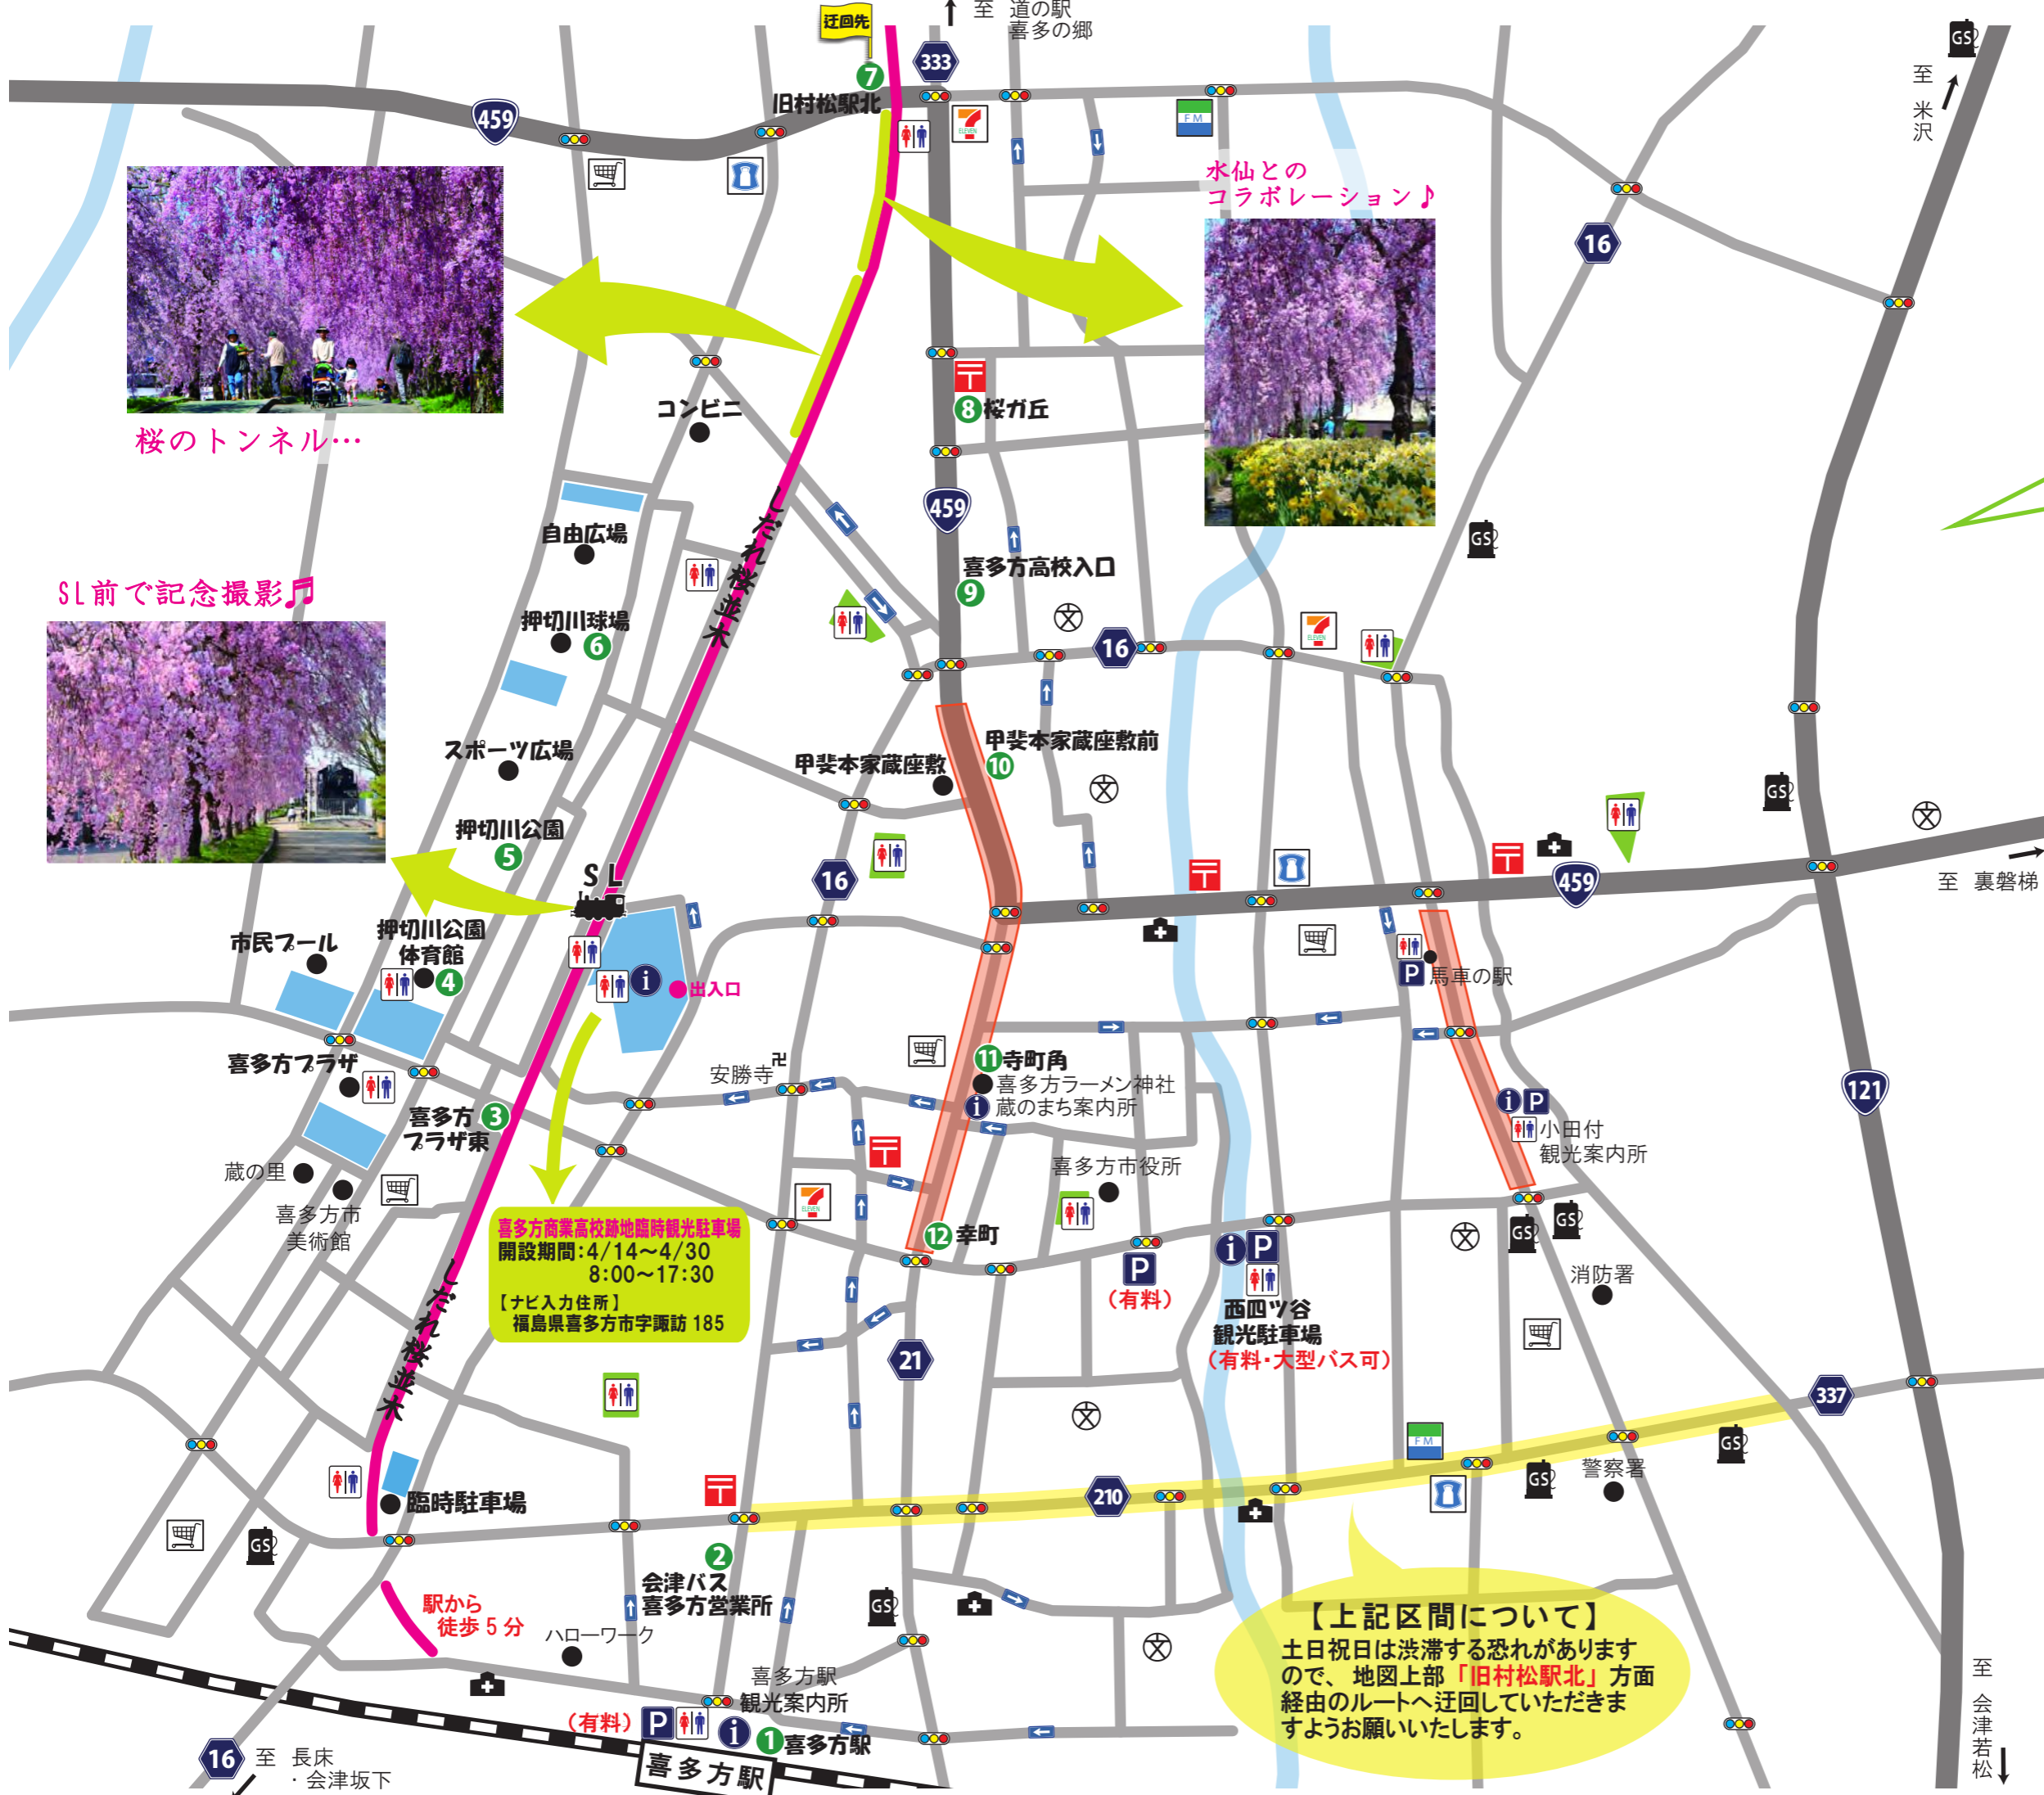 迂回先
至 道の駅
喜多の郷
333
7
旧村松駅北
459
ELEVEN
FM
GS
至 米沢
水仙との
コラボレーション♪
16
桜のトンネル…
コンビニ
8 桜ガ丘
459
しだれ桜並木
自由広場
喜多方高校入口
9
GS
SL前で記念撮影♬
押切川球場
6
ELEVEN
16
スポーツ広場
甲斐本家蔵座敷
甲斐本家蔵座敷前
10
GS
押切川公園
5
SL
16
459
至 裏磐梯
市民プール
押切川公園
体育館
4
i
出入口
P
馬車の駅
喜多方プラザ
安勝寺
11 寺町角
喜多方ラーメン神社
i 蔵のまち案内所
121
喜多方
プラザ東
3
i P
小田付
観光案内所
蔵の里
喜多方市
美術館
喜多方市役所
ELEVEN
12 幸町
喜多方商業高校跡地臨時観光駐車場
開設期間:4/14～4/30
8:00～17:30
【ナビ入力住所】
福島県喜多方市字諏訪 185
P
(有料)
i P
西四ツ谷
観光駐車場
(有料・大型バス可)
GS
GS
消防署
21
しだれ桜並木
337
FM
GS
210
GS
警察署
臨時駐車場
GS
2
会津バス
喜多方営業所
GS
駅から
徒歩 5 分
ハローワーク
【上記区間について】
土日祝日は渋滞する恐れがあります
ので、地図上部「旧村松駅北」方面
経由のルートへ迂回していただきま
すようお願いいたします。
喜多方駅
観光案内所
(有料) P
i
1 喜多方駅
喜多方駅
16
至 長床
・会津坂下
至 会津若松